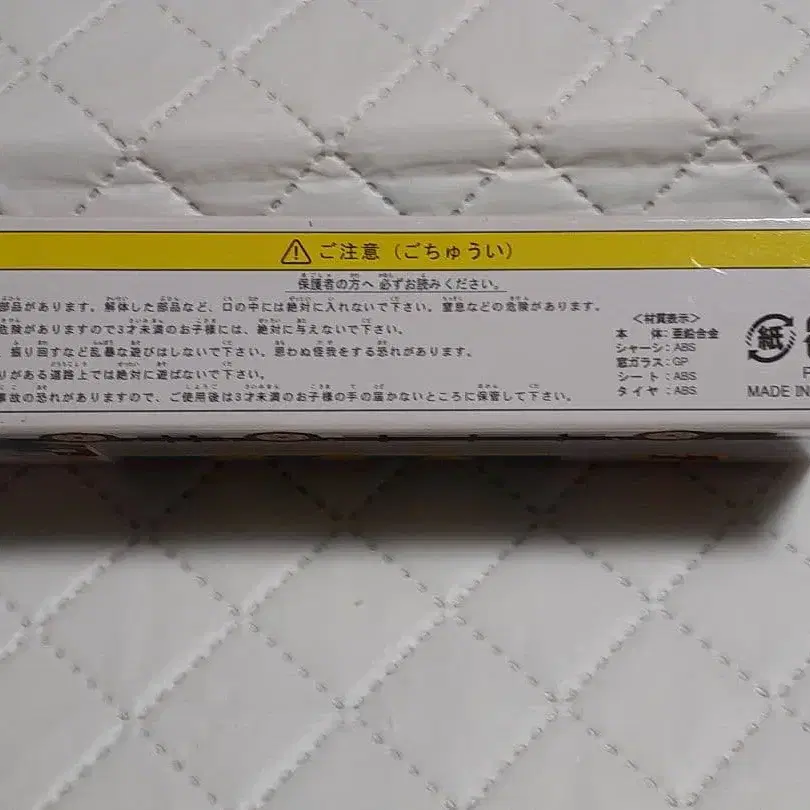 ご注意（ごちゅうい）
保護者の方へ 必ずお読みください。
部品があります。解体した部品など、口の中には絶対に入れないで下さい。窒息などの危険があります。
危険がありますので3才未満のお子様には、絶対に与えないで下さい。
振り回すなど乱暴な遊びはしないで下さい。思わぬ怪我をする恐れがあります。
りがある道路上では絶対に遊ばないで下さい。
事故の恐れがありますので、ご使用後は3才未満のお子様の手の届かないところに保管して下さい。
＜材質表示＞
本　体：亜鉛合金
シャーシ：ABS
窓ガラス：GP
シート：ABS
タイヤ：ABS
紙
MADE IN